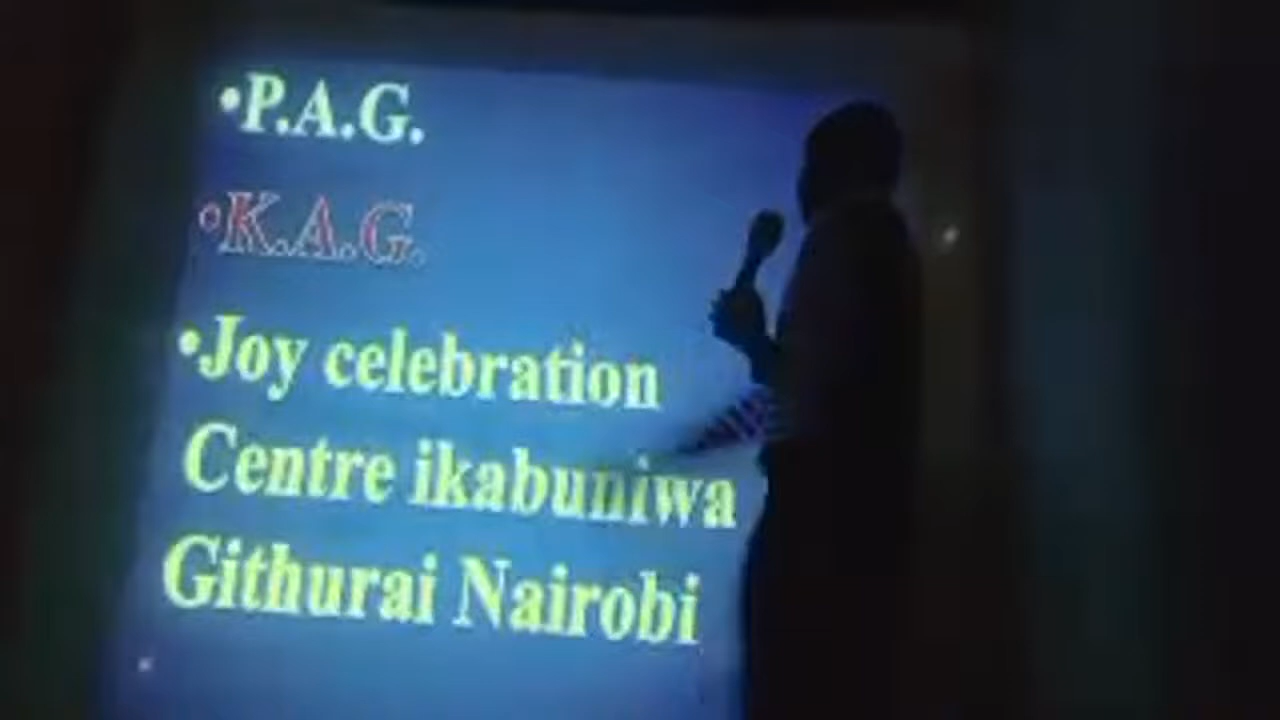 •P.A.G.
•K.A.G.
•Joy celebration
Centre ikabuniwa
Githurai Nairobi